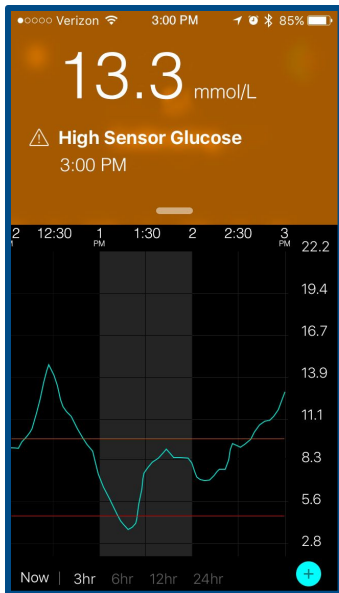 Verizon 3:00 PM 85%
13.3 mmol/L
High Sensor Glucose
3:00 PM
2 12:30 1 1:30 2 2:30 3
PM PM
22.2
19.4
16.7
13.9
11.1
8.3
5.6
2.8
Now | 3hr 6hr 12hr 24hr +